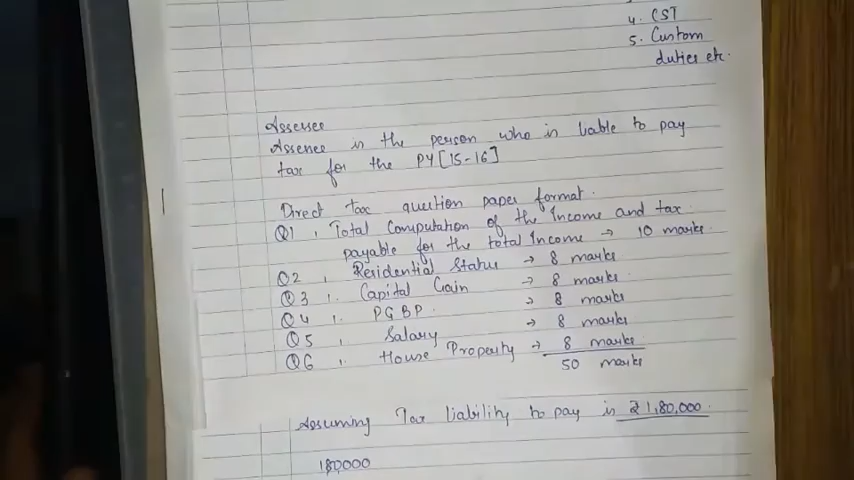 4. CST
5. Custom
duties etc.
Assessee
Assessee is the person who is liable to pay
tax for the PY [15-16]
Direct tax question paper format.
Q1, Total Computation of the Income and tax
payable for the total Income → 10 marks.
Q2, Residential Status → 8 marks
Q3, Capital Gain → 8 marks
Q4, PGBP. → 8 marks
Q5, Salary → 8 marks
Q6, House Property → 8 marks
50 marks
Assuming Tax liability to pay is ₹1,80,000.
180000